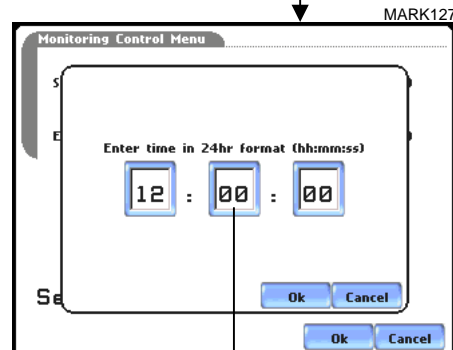 MARK127
Monitoring Control Menu
S
E
Enter time in 24hr format (hh:mm:ss)
12 : 00 : 00
Ok Cancel
Se
Ok Cancel